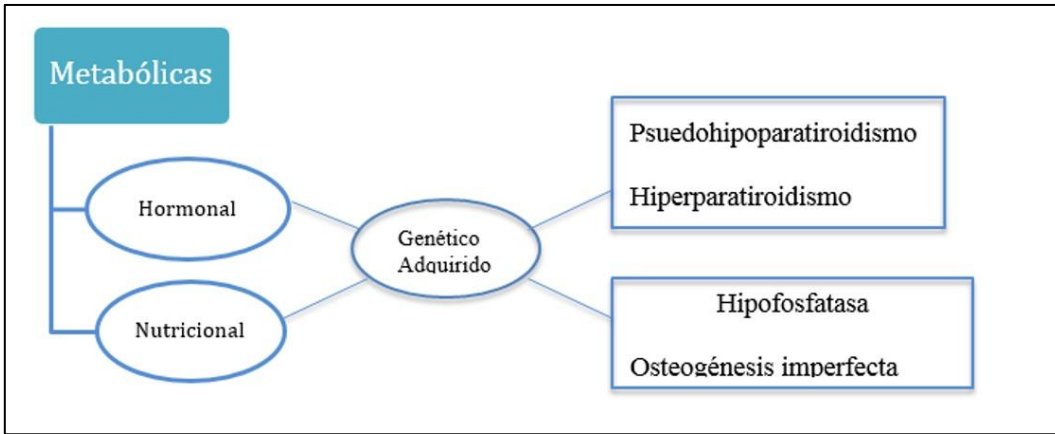 Metabólicas
Hormonal
Nutricional
Genético
Adquirido
Psuedohipoparatiroidismo
Hiperparatiroidismo
Hipofosfatasa
Osteogénesis imperfecta